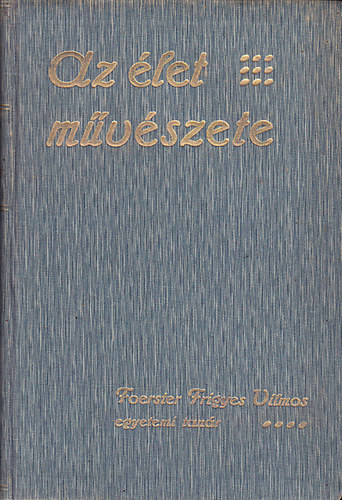 Az élet
művészete
Foerster Frigyes Vilmos
egyetemi tanár